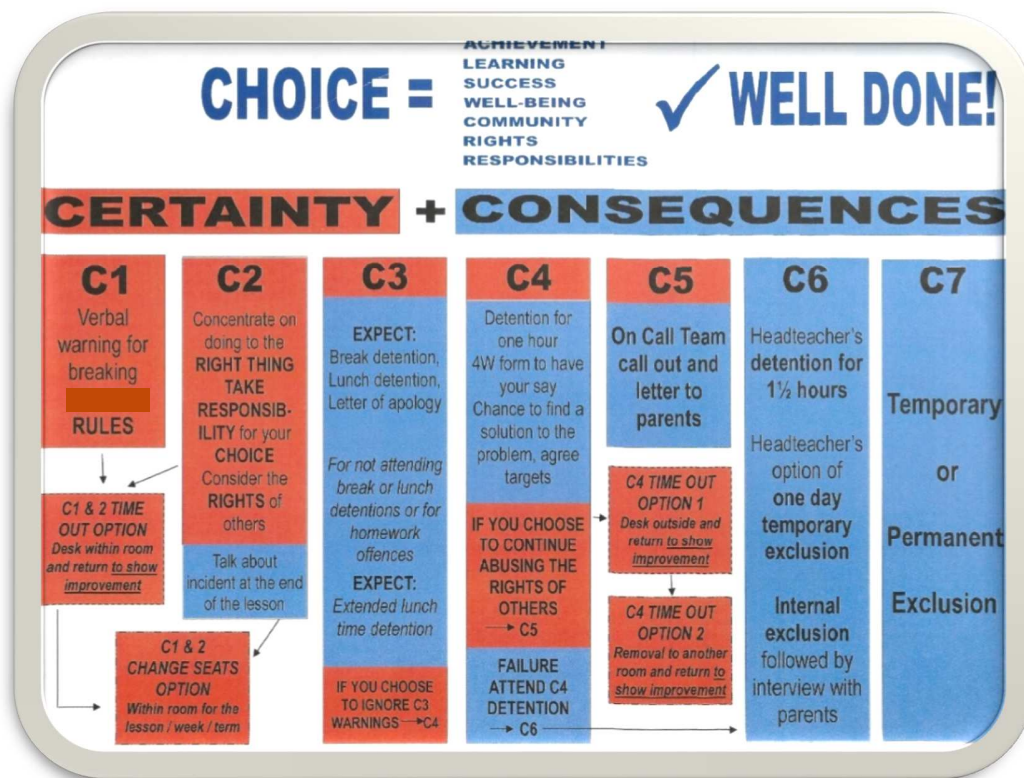 CHOICE =
ACHIEVEMENT
LEARNING
SUCCESS
WELL-BEING
COMMUNITY
RIGHTS
RESPONSIBILITIES
✓ WELL DONE!
CERTAINTY + CONSEQUENCES
C1
Verbal
warning for
breaking
RULES
C1 & 2 TIME
OUT OPTION
Desk within room
and return to show
improvement
C2
Concentrate on
doing to the
RIGHT THING
TAKE
RESPONSIB-
ILITY for your
CHOICE
Consider the
RIGHTS of
others
Talk about
incident at the end
of the lesson
C1 & 2
CHANGE SEATS
OPTION
Within room for the
lesson / week / term
C3
EXPECT:
Break detention,
Lunch detention,
Letter of apology
For not attending
break or lunch
detentions or for
homework
offences
EXPECT:
Extended lunch
time detention
IF YOU CHOOSE
TO IGNORE C3
WARNINGS → C4
C4
Detention for
one hour
4W form to have
your say
Chance to find a
solution to the
problem, agree
targets
IF YOU CHOOSE
TO CONTINUE
ABUSING THE
RIGHTS OF
OTHERS
→ C5
FAILURE
ATTEND C4
DETENTION
→ C6
C5
On Call Team
call out and
letter to
parents
C4 TIME OUT
OPTION 1
Desk outside and
return to show
improvement
C4 TIME OUT
OPTION 2
Removal to another
room and return to
show improvement
C6
Headteacher's
detention for
1½ hours
Headteacher's
option of
one day
temporary
exclusion
Internal
exclusion
followed by
interview with
parents
C7
Temporary
or
Permanent
Exclusion